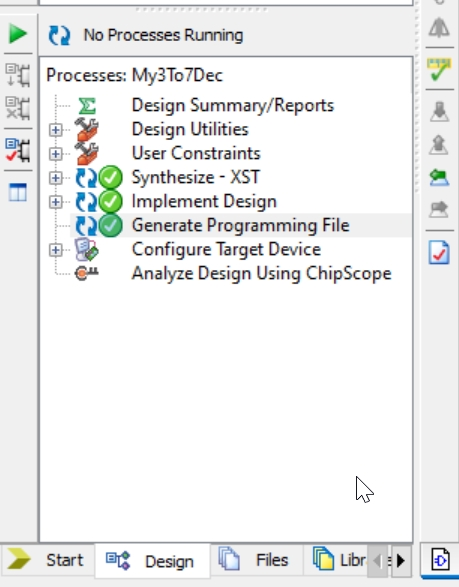 No Processes Running
Processes: My3To7Dec
Design Summary/Reports
Design Utilities
User Constraints
Synthesize - XST
Implement Design
Generate Programming File
Configure Target Device
Analyze Design Using ChipScope
Start Design Files Libr